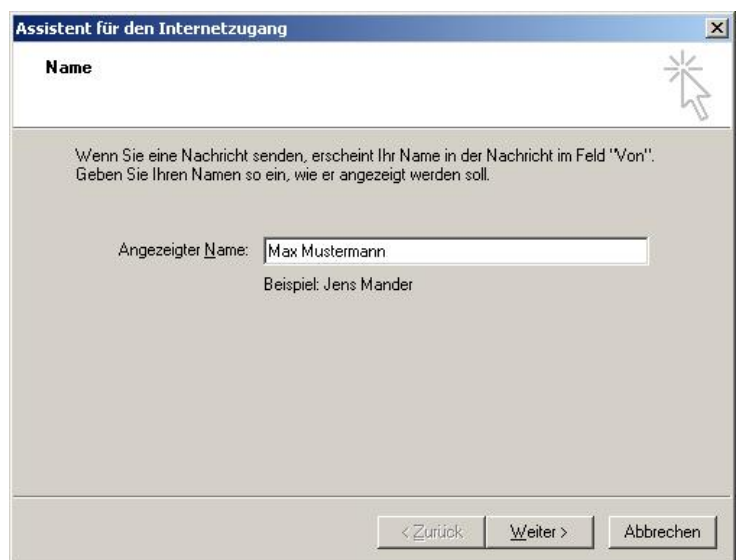 Assistent für den Internetzugang
Name
Wenn Sie eine Nachricht senden, erscheint Ihr Name in der Nachricht im Feld "Von".
Geben Sie Ihren Namen so ein, wie er angezeigt werden soll.
Angezeigter Name: Max Mustermann
Beispiel: Jens Mander
< Zurück Weiter > Abbrechen